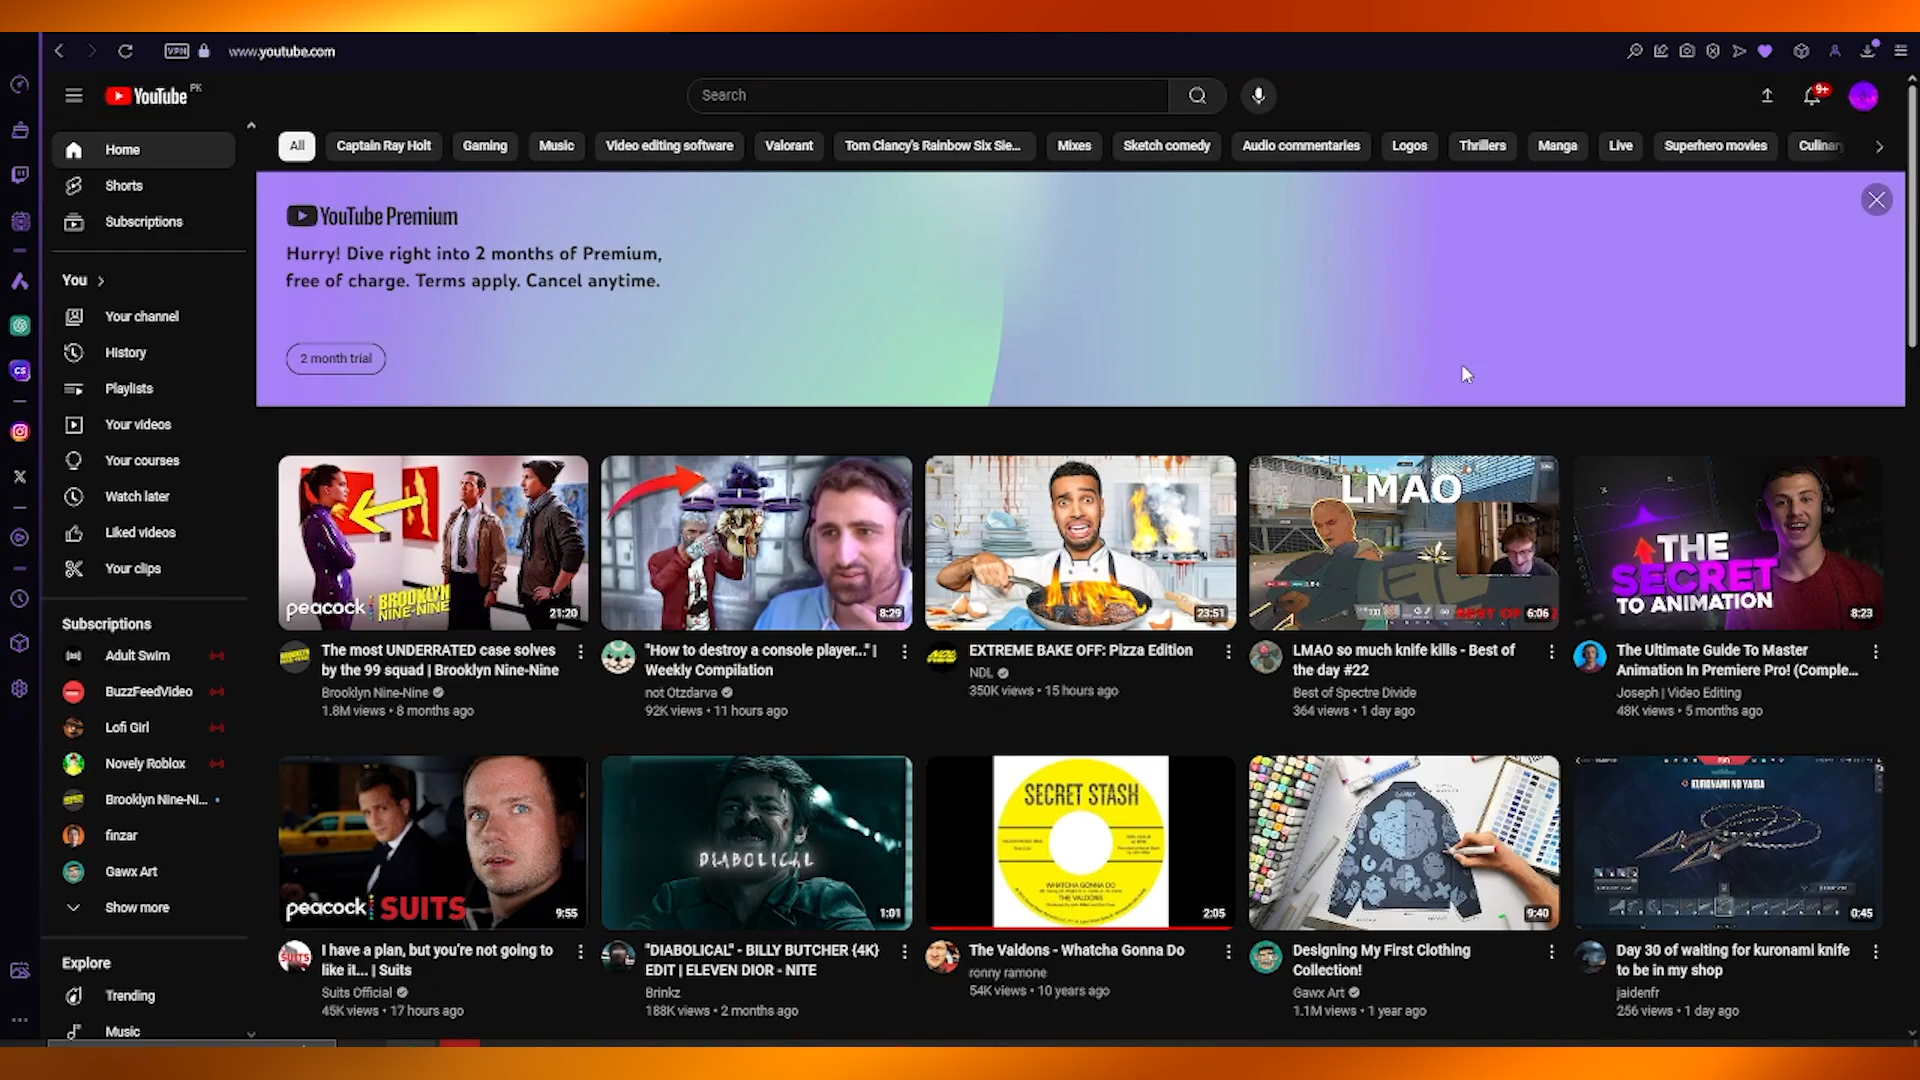 VPN www.youtube.com
YouTube PK
Search
9+
Home
Shorts
Subscriptions
You
Your channel
History
Playlists
Your videos
Your courses
Watch later
Liked videos
Your clips
Subscriptions
Adult Swim
BuzzFeedVideo
Lofi Girl
Novely Roblox
Brooklyn Nine-Ni...
finzar
Gawx Art
Show more
Explore
Trending
Music
All Captain Ray Holt Gaming Music Video editing software Valorant Tom Clancy's Rainbow Six Sie... Mixes Sketch comedy Audio commentaries Logos Thrillers Manga Live Superhero movies Culinary
YouTube Premium
Hurry! Dive right into 2 months of Premium,
free of charge. Terms apply. Cancel anytime.
2 month trial
peacock BROOKLYN NINE-NINE
21:20
The most UNDERRATED case solves
by the 99 squad | Brooklyn Nine-Nine
Brooklyn Nine-Nine
1.8M views • 8 months ago
8:29
"How to destroy a console player..." |
Weekly Compilation
not Otzdarva
92K views • 11 hours ago
23:51
EXTREME BAKE OFF: Pizza Edition
NDL
350K views • 15 hours ago
LMAO
BEST OF
6:06
LMAO so much knife kills - Best of
the day #22
Best of Spectre Divide
364 views • 1 day ago
THE
SECRET
TO ANIMATION
8:23
The Ultimate Guide To Master
Animation In Premiere Pro! (Comple...
Joseph | Video Editing
48K views • 5 months ago
peacock SUITS
9:55
I have a plan, but you're not going to
like it... | Suits
Suits Official
45K views • 17 hours ago
DIABOLICAL
1:01
"DIABOLICAL" - BILLY BUTCHER {4K}
EDIT | ELEVEN DIOR - NITE
Brinkz
188K views • 2 months ago
SECRET STASH
WHATCHA GONNA DO
THE VALDONS
2:05
The Valdons - Whatcha Gonna Do
ronny ramone
54K views • 10 years ago
9:40
Designing My First Clothing
Collection!
Gawx Art
1.1M views • 1 year ago
KURONAMI NO YAIBA
0:45
Day 30 of waiting for kuronami knife
to be in my shop
jaidenfr
256 views • 1 day ago